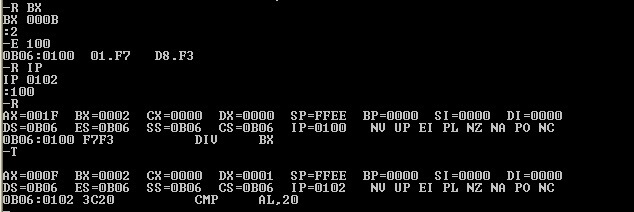 -R BX
BX 000B
:2
-E 100
0B06:0100  01.F7   D8.F3
-R IP
IP 0102
:100
-R
AX=001F  BX=0002  CX=0000  DX=0000  SP=FFEE  BP=0000  SI=0000  DI=0000
DS=0B06  ES=0B06  SS=0B06  CS=0B06  IP=0100   NV UP EI PL NZ NA PO NC
0B06:0100 F7F3          DIV     BX
-T
AX=000F  BX=0002  CX=0000  DX=0001  SP=FFEE  BP=0000  SI=0000  DI=0000
DS=0B06  ES=0B06  SS=0B06  CS=0B06  IP=0102   NV UP EI PL NZ NA PO NC
0B06:0102 3C20          CMP     AL,20